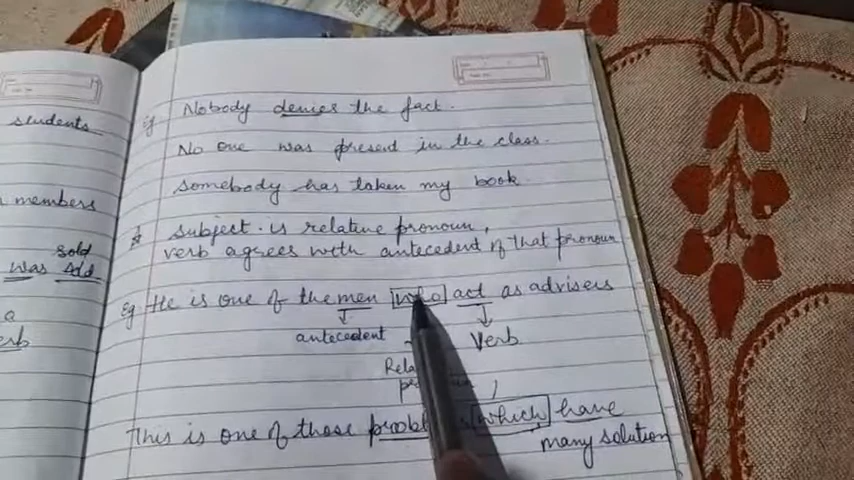 students
members
sold
was sold
a
verb
eg Nobody denies the fact.
No one was present in the class.
Somebody has taken my book.
Subject is relative pronoun,
verb agrees with antecedent of that pronoun
Eg He is one of the men who act as advisers
antecedent
Verb
This is one of those which have
many solution